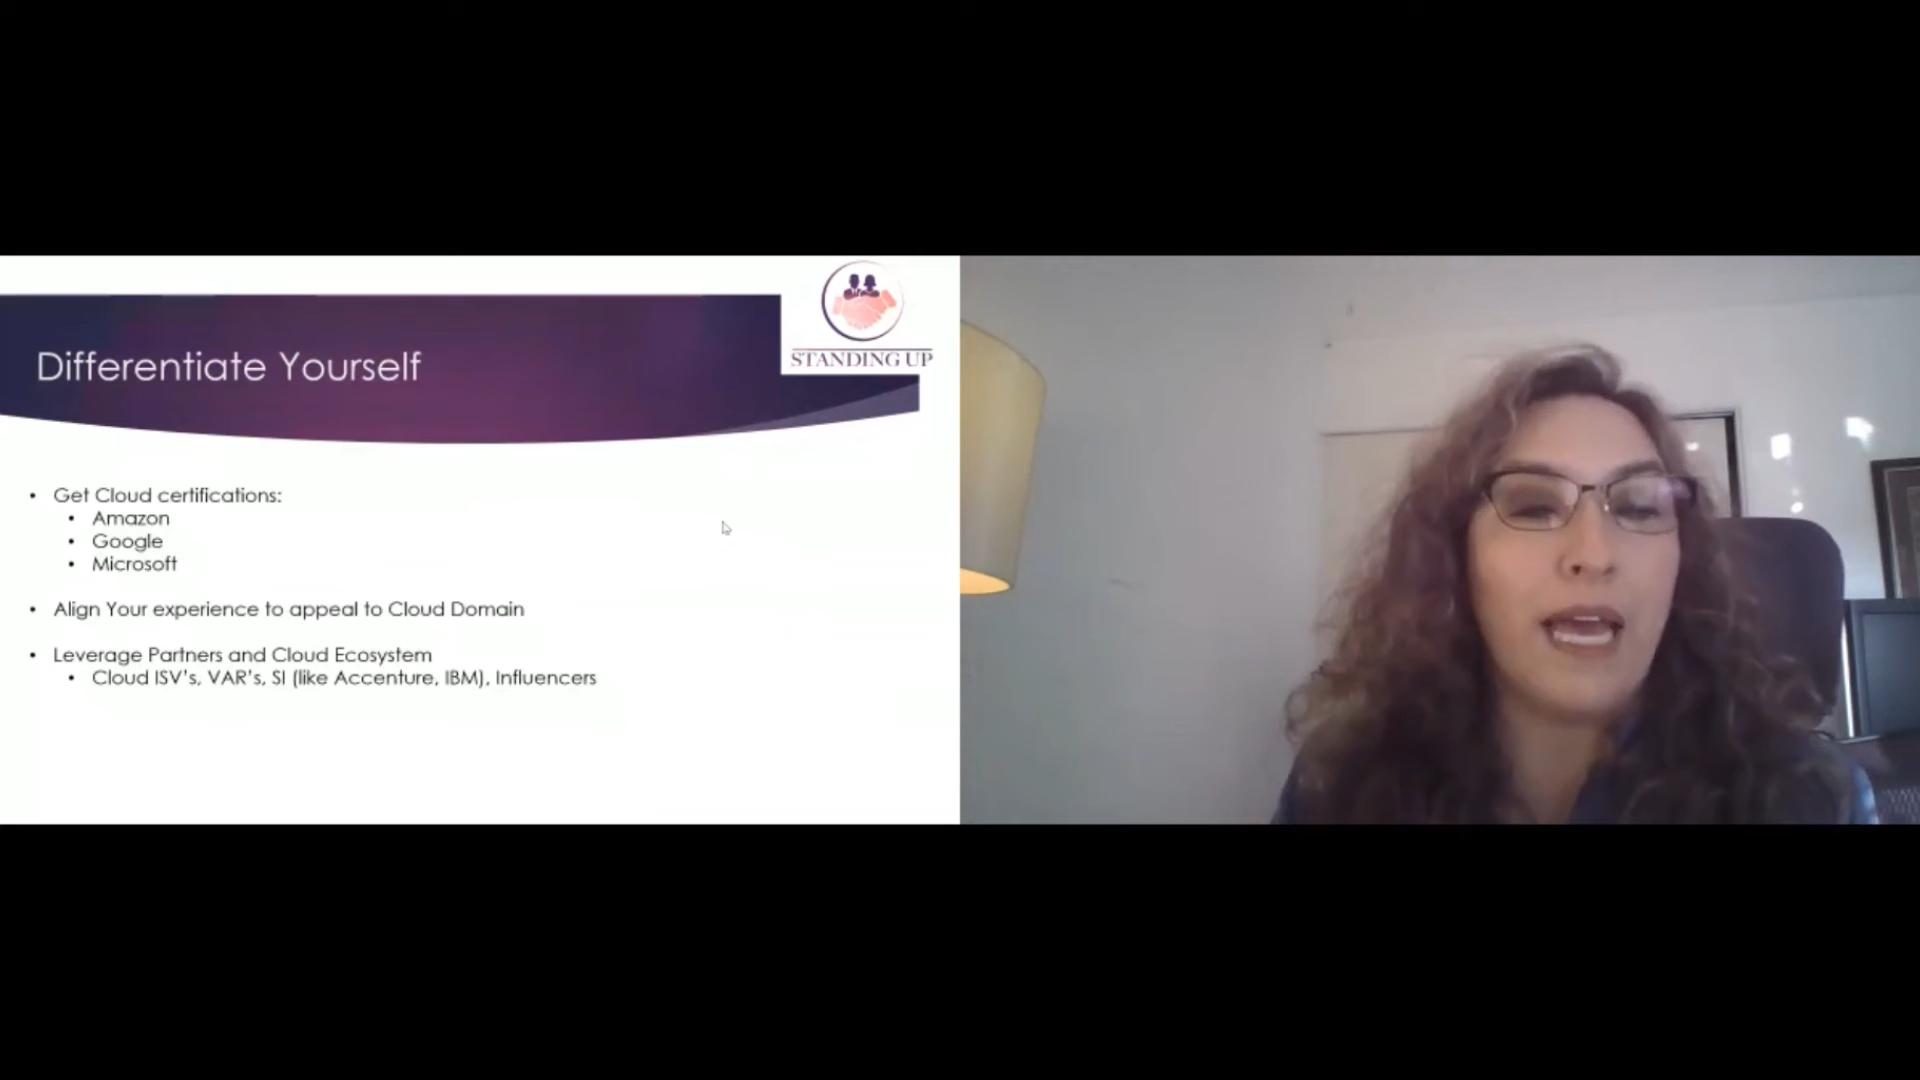 STANDING UP
Differentiate Yourself
• Get Cloud certifications:
• Amazon
• Google
• Microsoft
• Align Your experience to appeal to Cloud Domain
• Leverage Partners and Cloud Ecosystem
• Cloud ISV's, VAR's, SI (like Accenture, IBM), Influencers